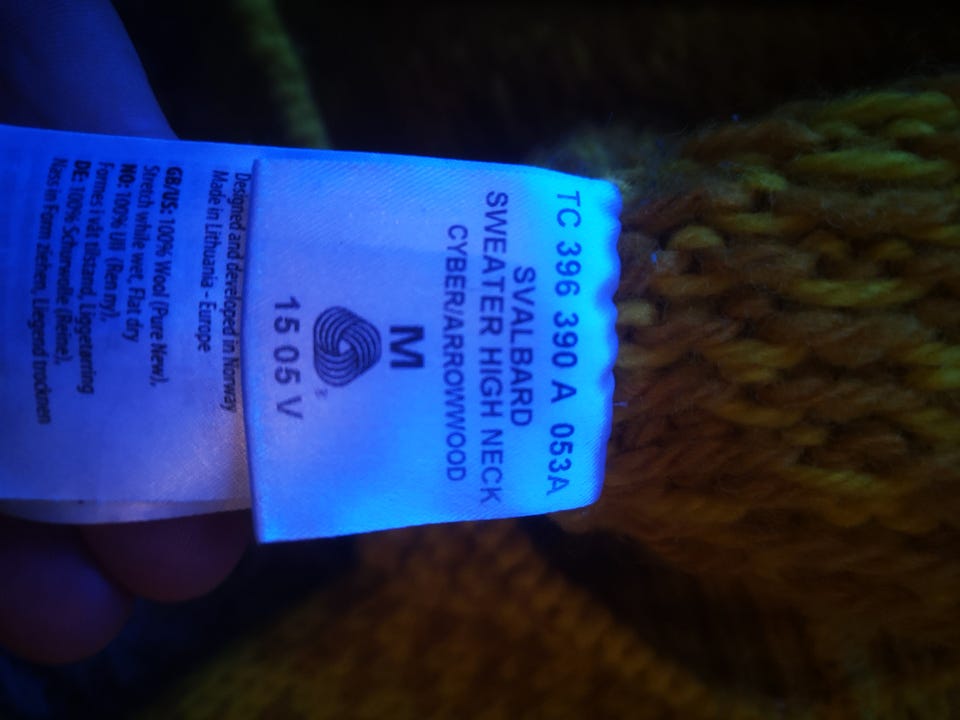 TC 396 390 A 053A
SVALBARD
SWEATER HIGH NECK
CYBER/ARROWWOOD
M
®
15 05 V
Designed and developed in Norway
Made in Lithuania - Europe
GB/US: 100% Wool (Pure New),
Stretch while wet, Flat dry
NO: 100% Ull (Ren ny),
Formes i våt tilstand, Liggetørring
DE: 100% Schurwolle (Reine),
Nass in Form ziehen, Liegend trocknen